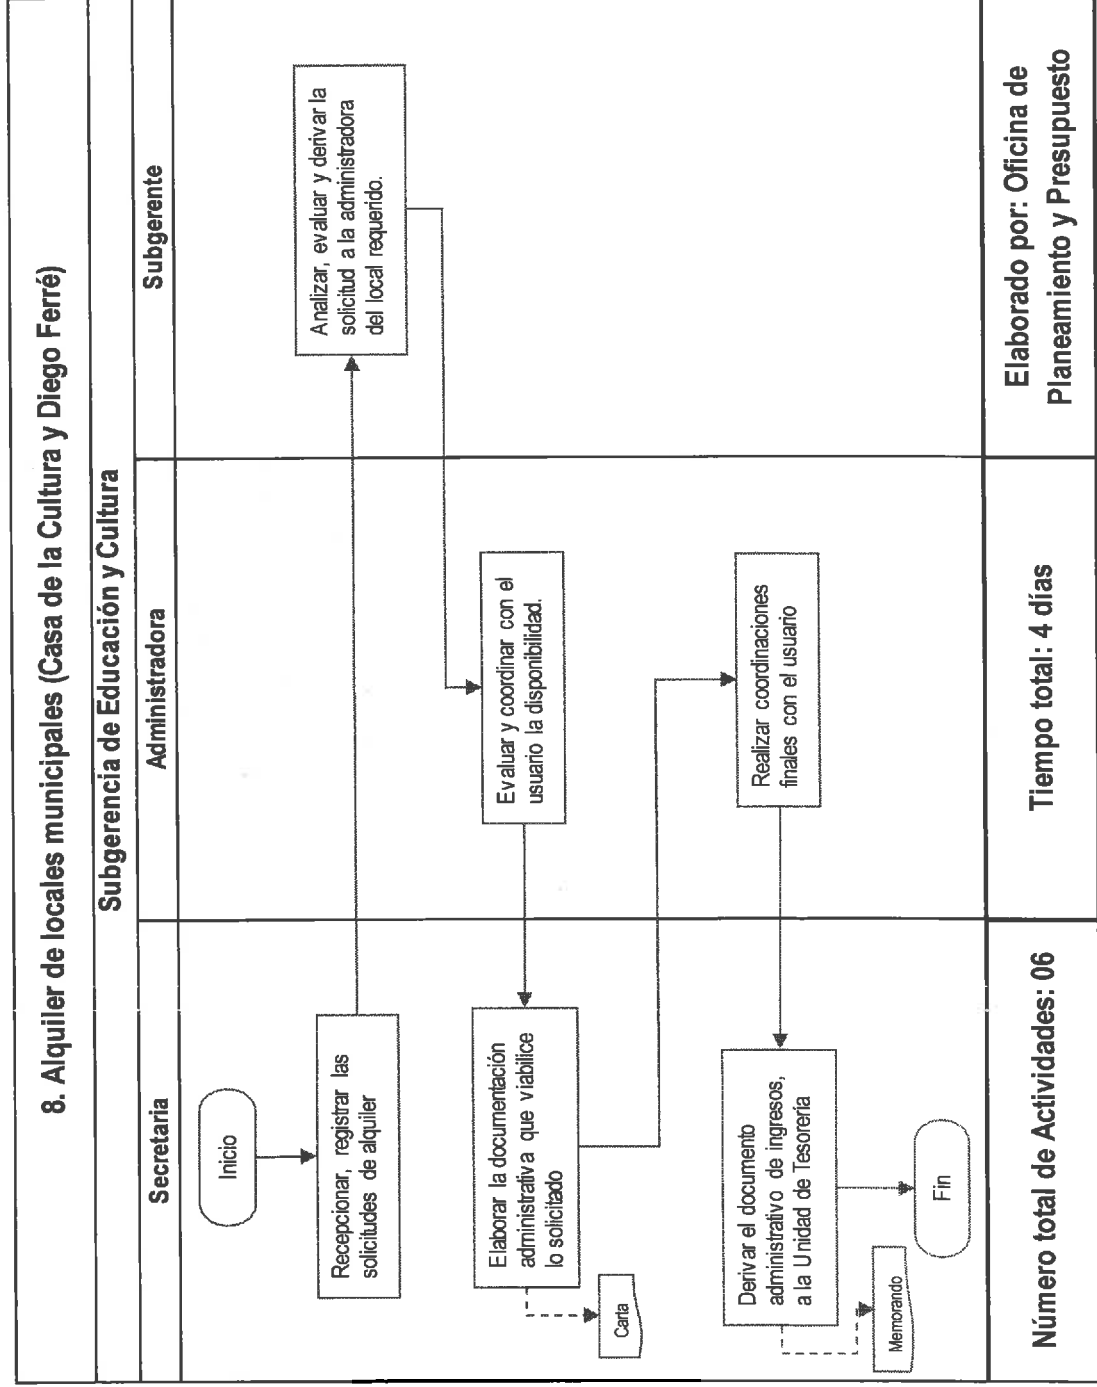 8. Alquiler de locales municipales (Casa de la Cultura y Diego Ferré)
Subgerencia de Educación y Cultura
Secretaria
Administradora
Subgerente
Inicio
Recepcionar, registrar las
solicitudes de alquiler
Analizar, evaluar y derivar la
solicitud a la administradora
del local requerido.
Evaluar y coordinar con el
usuario la disponibilidad.
Elaborar la documentación
administrativa que viabilice
lo solicitado
Carta
Realizar coordinaciones
finales con el usuario
Derivar el documento
administrativo de ingresos,
a la Unidad de Tesorería
Memorando
Fin
Número total de Actividades: 06
Tiempo total: 4 días
Elaborado por: Oficina de
Planeamiento y Presupuesto